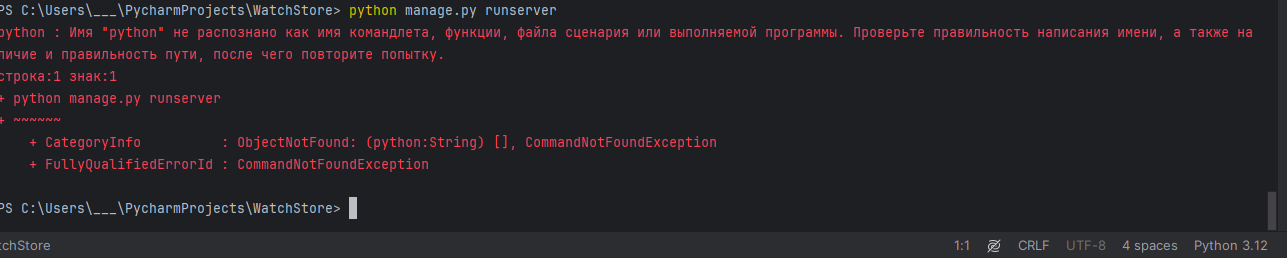 PS C:\Users\___\PycharmProjects\WatchStore> python manage.py runserver
python : Имя "python" не распознано как имя командлета, функции, файла сценария или выполняемой программы. Проверьте правильность написания имени, а также на
личие и правильность пути, после чего повторите попытку.
строка:1 знак:1
+ python manage.py runserver
+ ~~~~~~
+ CategoryInfo : ObjectNotFound: (python:String) [], CommandNotFoundException
+ FullyQualifiedErrorId : CommandNotFoundException
PS C:\Users\___\PycharmProjects\WatchStore>
tchStore 1:1 CRLF UTF-8 4 spaces Python 3.12